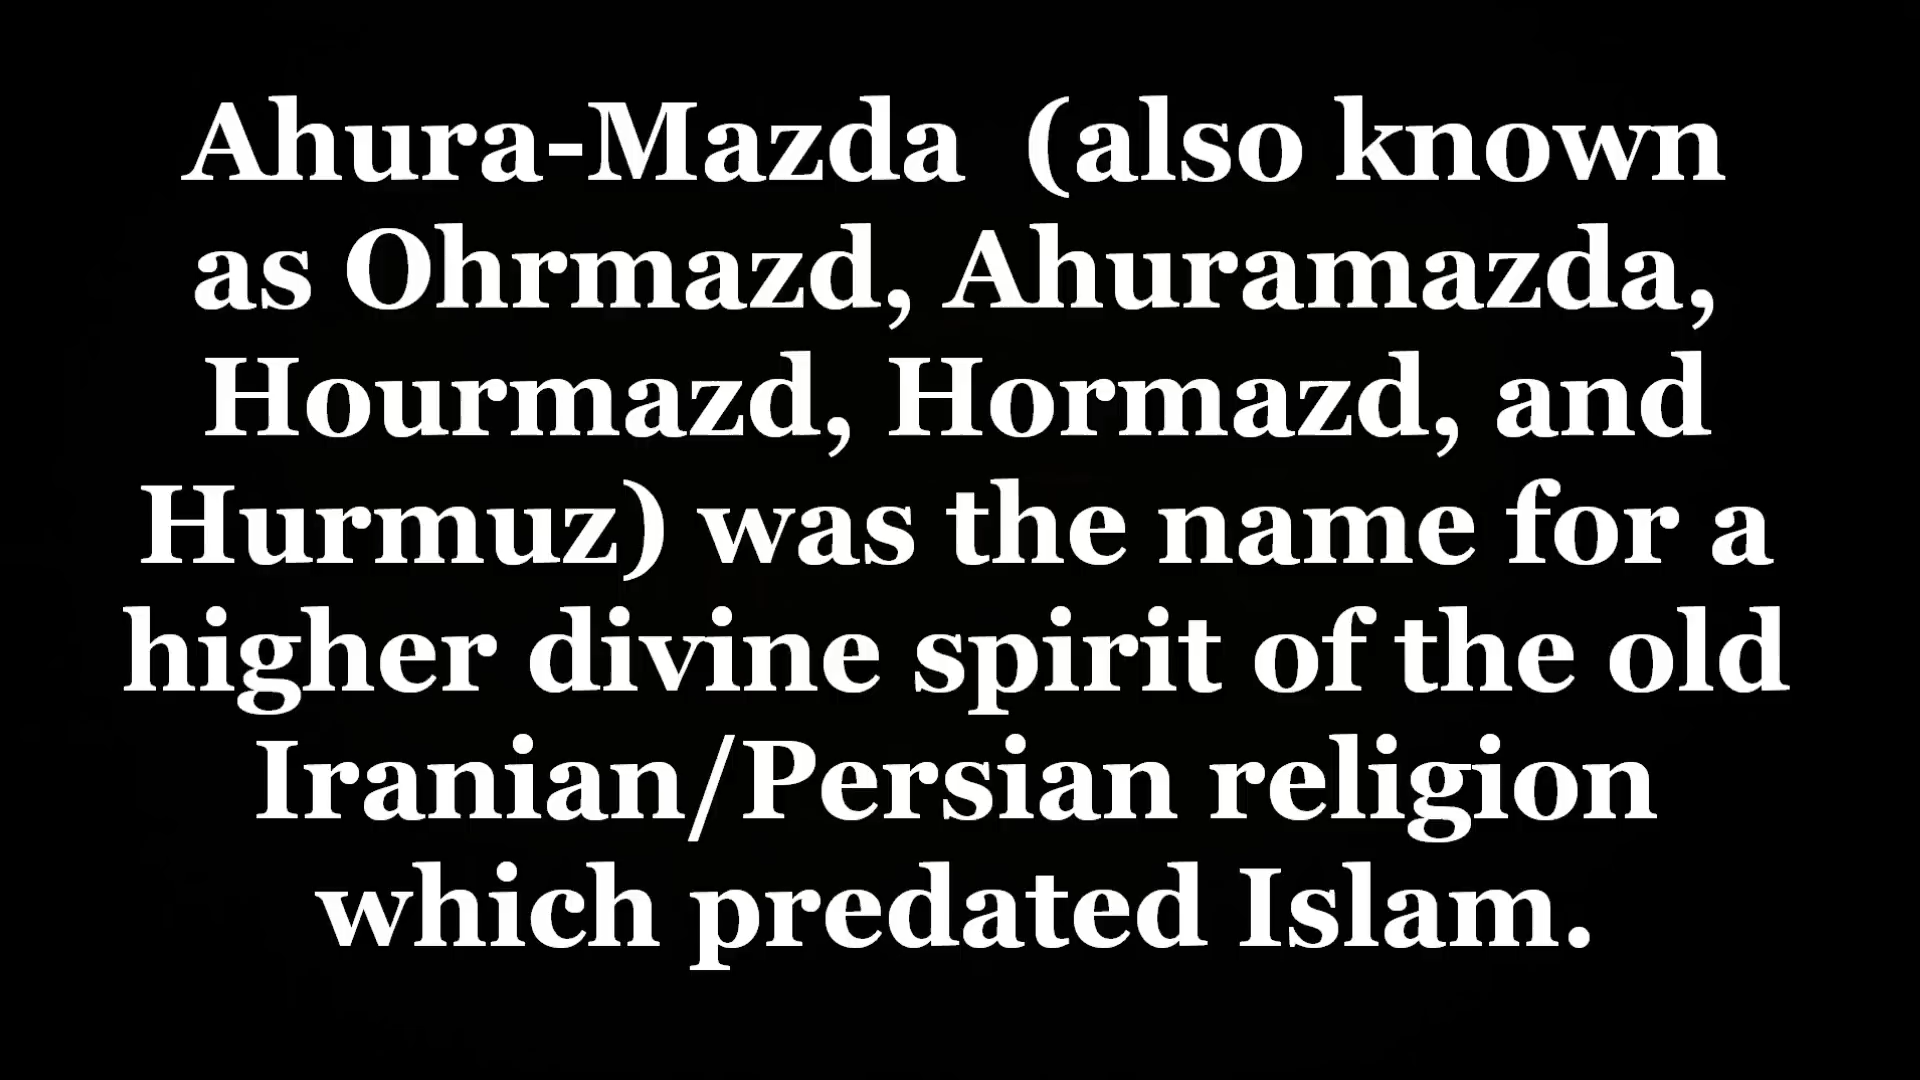 Ahura-Mazda  (also known
as Ohrmazd, Ahuramazda,
Hourmazd, Hormazd, and
Hurmuz) was the name for a
higher divine spirit of the old
Iranian/Persian religion
which predated Islam.